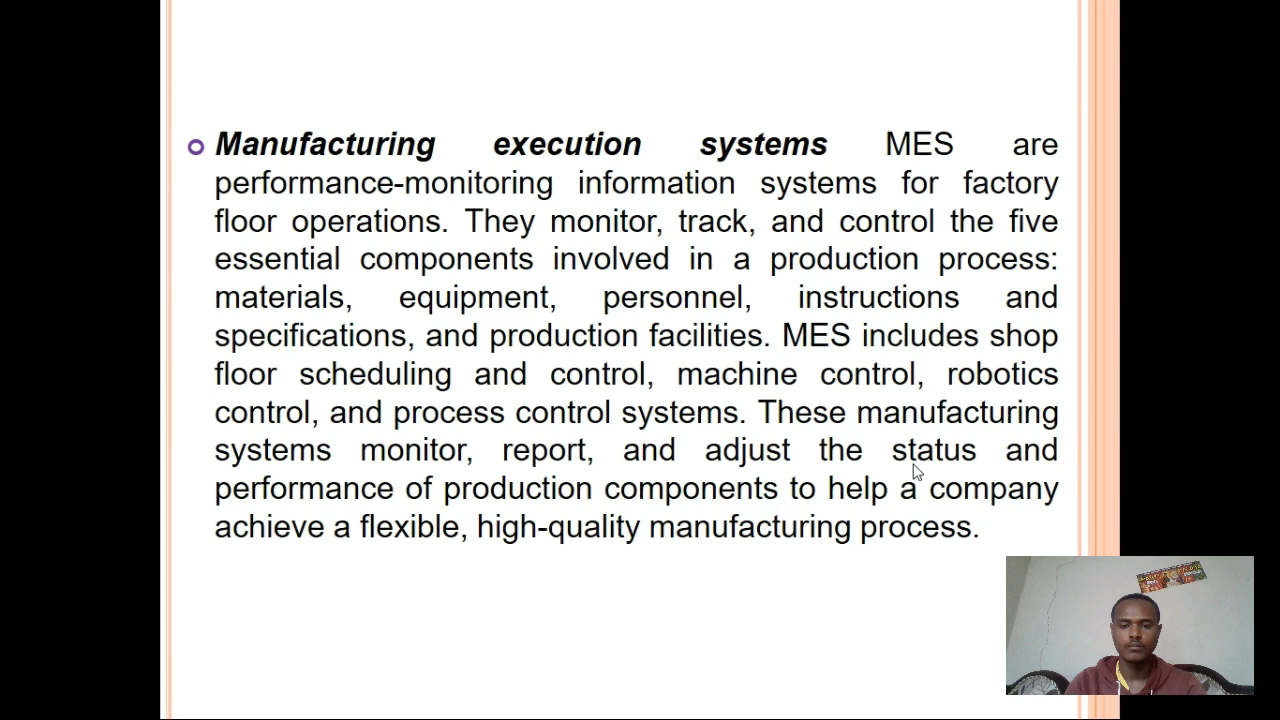 Manufacturing execution systems MES are
performance-monitoring information systems for factory
floor operations. They monitor, track, and control the five
essential components involved in a production process:
materials, equipment, personnel, instructions and
specifications, and production facilities. MES includes shop
floor scheduling and control, machine control, robotics
control, and process control systems. These manufacturing
systems monitor, report, and adjust the status and
performance of production components to help a company
achieve a flexible, high-quality manufacturing process.